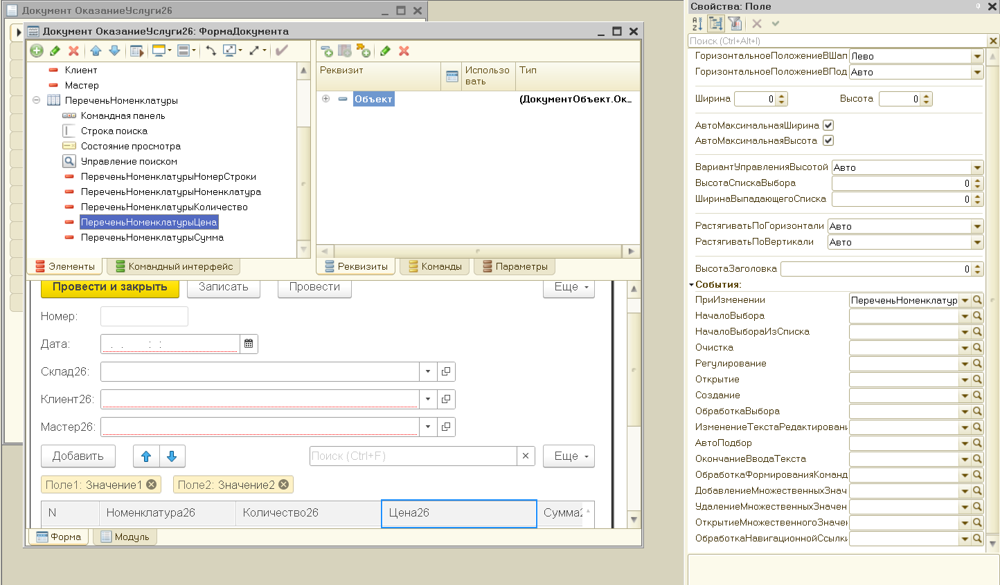 Документ ОказаниеУслуги26
Документ ОказаниеУслуги26: ФормаДокумента
Клиент
Мастер
ПереченьНоменклатуры
Командная панель
Строка поиска
Состояние просмотра
Управление поиском
ПереченьНоменклатурыНомерСтроки
ПереченьНоменклатурыНоменклатура
ПереченьНоменклатурыКоличество
ПереченьНоменклатурыЦена
ПереченьНоменклатурыСумма
Элементы
Командный интерфейс
Реквизит
Использо
вать
Тип
Объект
(ДокументОбъект.Ок...
Реквизиты
Команды
Параметры
Провести и закрыть
Записать
Провести
Еще
Номер:
Дата:
. . : :
Склад26:
Клиент26:
Мастер26:
Добавить
Поиск (Ctrl+F)
Еще
Поле1: Значение1
Поле2: Значение2
N
Номенклатура26
Количество26
Цена26
Сумма2
Форма
Модуль
Свойства: Поле
Поиск (Ctrl+Alt+I)
ГоризонтальноеПоложениеВШап
Лево
ГоризонтальноеПоложениеВПод
Авто
Ширина
0
Высота
0
АвтоМаксимальнаяШирина
АвтоМаксимальнаяВысота
ВариантУправленияВысотой
Авто
ВысотаСпискаВыбора
0
ШиринаВыпадающегоСписка
0
РастягиватьПоГоризонтали
Авто
РастягиватьПоВертикали
Авто
ВысотаЗаголовка
0
События:
ПриИзменении
ПереченьНоменклатур
НачалоВыбора
НачалоВыбораИзСписка
Очистка
Регулирование
Открытие
Создание
ОбработкаВыбора
ИзменениеТекстаРедактировани
АвтоПодбор
ОкончаниеВводаТекста
ОбработкаФормированияКоманд
ДобавлениеМножественныхЗнач
УдалениеМножественныхЗначен
ОткрытиеМножественногоЗначен
ОбработкаНавигационнойСсылки